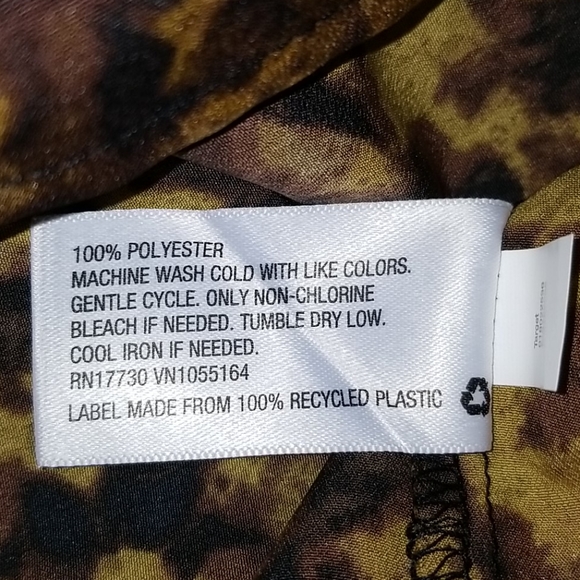 100% POLYESTER
MACHINE WASH COLD WITH LIKE COLORS.
GENTLE CYCLE. ONLY NON-CHLORINE
BLEACH IF NEEDED. TUMBLE DRY LOW.
COOL IRON IF NEEDED.
RN17730 VN1055164
LABEL MADE FROM 100% RECYCLED PLASTIC
Target